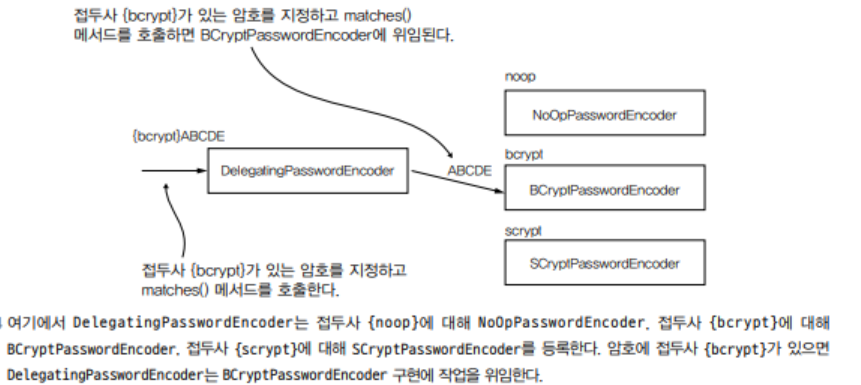 접두사 {bcrypt}가 있는 암호를 지정하고 matches()
메서드를 호출하면 BCryptPasswordEncoder에 위임된다.
noop
NoOpPasswordEncoder
{bcrypt}ABCDE
DelegatingPasswordEncoder
ABCDE
bcrypt
BCryptPasswordEncoder
scrypt
SCryptPasswordEncoder
접두사 {bcrypt}가 있는 암호를 지정하고
matches() 메서드를 호출한다.
여기에서 DelegatingPasswordEncoder는 접두사 {noop}에 대해 NoOpPasswordEncoder, 접두사 {bcrypt}에 대해
BCryptPasswordEncoder, 접두사 {scrypt}에 대해 SCryptPasswordEncoder를 등록한다. 암호에 접두사 {bcrypt}가 있으면
DelegatingPasswordEncoder는 BCryptPasswordEncoder 구현에 작업을 위임한다.